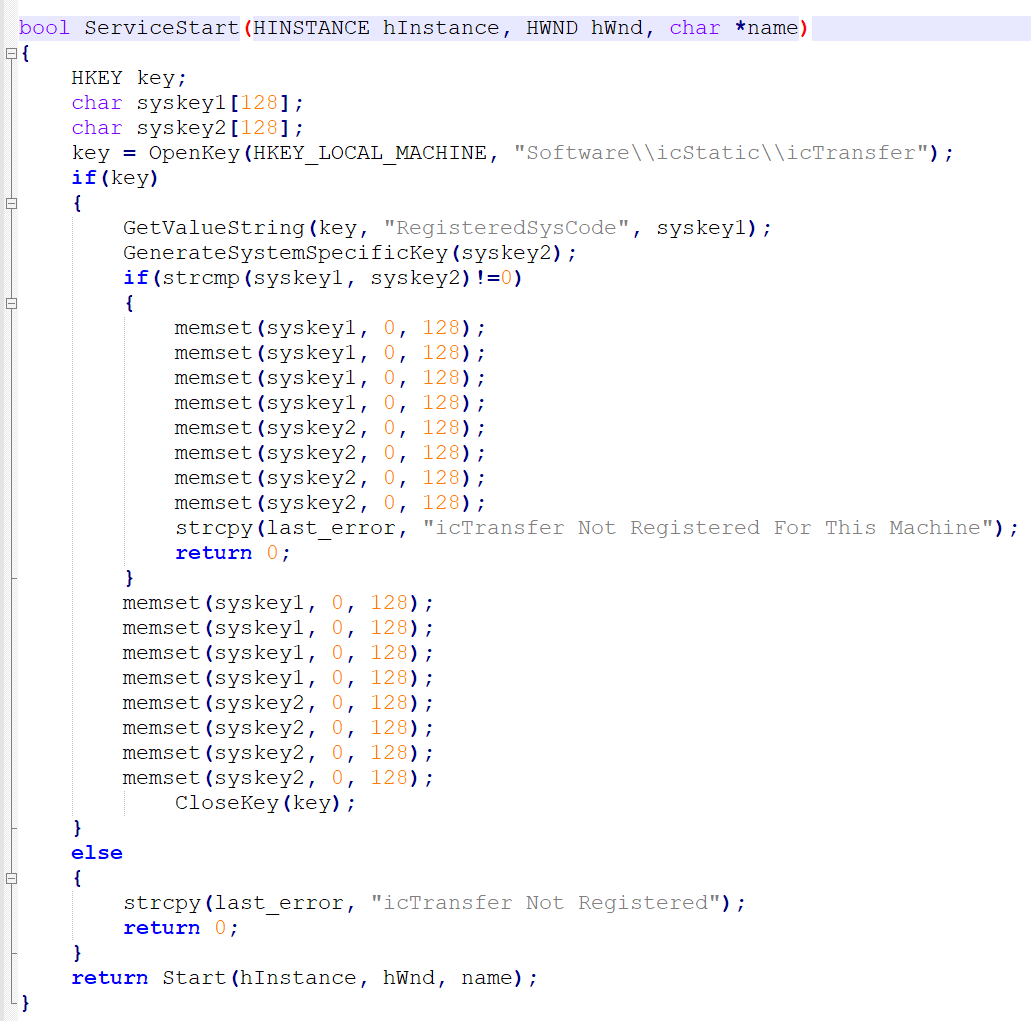 bool ServiceStart(HINSTANCE hInstance, HWND hWnd, char *name)
{
    HKEY key;
    char syskey1[128];
    char syskey2[128];
    key = OpenKey(HKEY_LOCAL_MACHINE, "Software\\icStatic\\icTransfer");
    if(key)
    {
        GetValueString(key, "RegisteredSysCode", syskey1);
        GenerateSystemSpecificKey(syskey2);
        if(strcmp(syskey1, syskey2)!=0)
        {
            memset(syskey1, 0, 128);
            memset(syskey1, 0, 128);
            memset(syskey1, 0, 128);
            memset(syskey1, 0, 128);
            memset(syskey2, 0, 128);
            memset(syskey2, 0, 128);
            memset(syskey2, 0, 128);
            memset(syskey2, 0, 128);
            strcpy(last_error, "icTransfer Not Registered For This Machine");
            return 0;
        }
        memset(syskey1, 0, 128);
        memset(syskey1, 0, 128);
        memset(syskey1, 0, 128);
        memset(syskey1, 0, 128);
        memset(syskey2, 0, 128);
        memset(syskey2, 0, 128);
        memset(syskey2, 0, 128);
        memset(syskey2, 0, 128);
            CloseKey(key);
    }
    else
    {
        strcpy(last_error, "icTransfer Not Registered");
        return 0;
    }
    return Start(hInstance, hWnd, name);
}